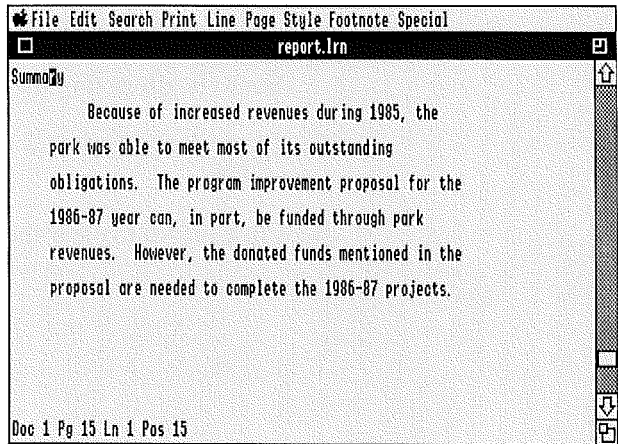 File Edit Search Print Line Page Style Footnote Special
report.lrn
Summary
Because of increased revenues during 1985, the
park was able to meet most of its outstanding
obligations. The program improvement proposal for the
1986-87 year can, in part, be funded through park
revenues. However, the donated funds mentioned in the
proposal are needed to complete the 1986-87 projects.
Doc 1 Pg 15 Ln 1 Pos 15